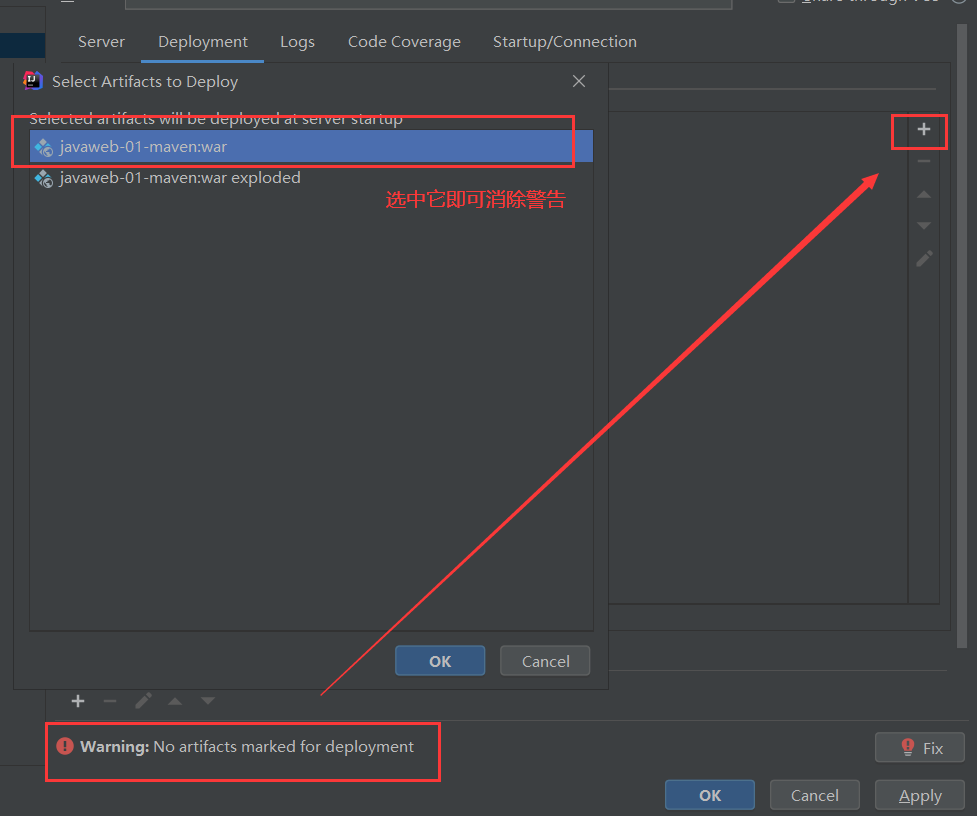 Server Deployment Logs Code Coverage Startup/Connection
Select Artifacts to Deploy
Selected artifacts will be deployed at server startup
javaweb-01-maven:war
javaweb-01-maven:war exploded
选中它即可消除警告
OK Cancel
Warning: No artifacts marked for deployment
Fix
OK Cancel Apply